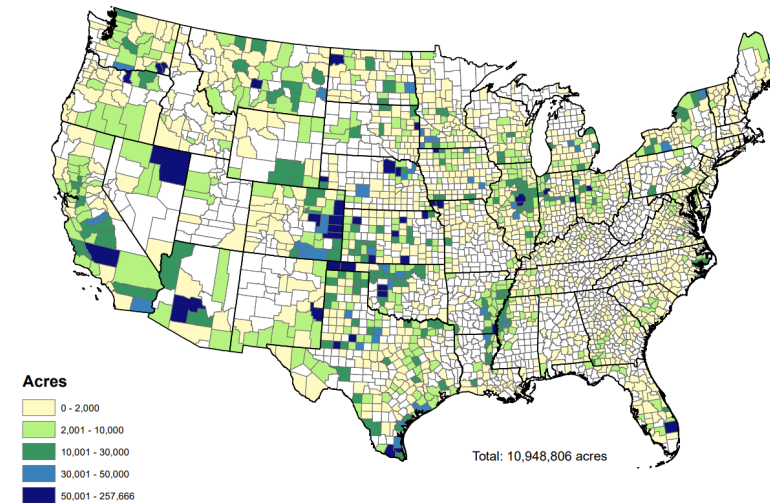 Acres
0 - 2,000
2,001 - 10,000
10,001 - 30,000
30,001 - 50,000
50,001 - 257,666
Total: 10,948,806 acres